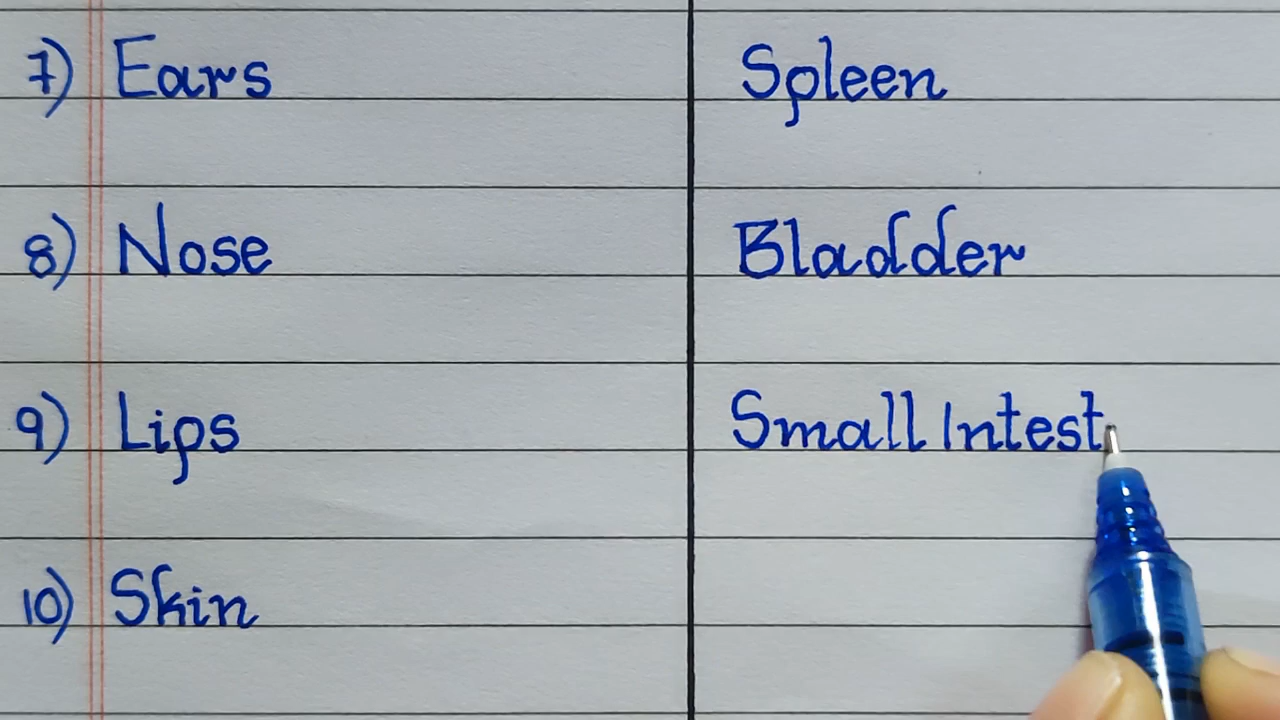 7) Ears Spleen
8) Nose Bladder
9) Lips Small Intest
10) Skin